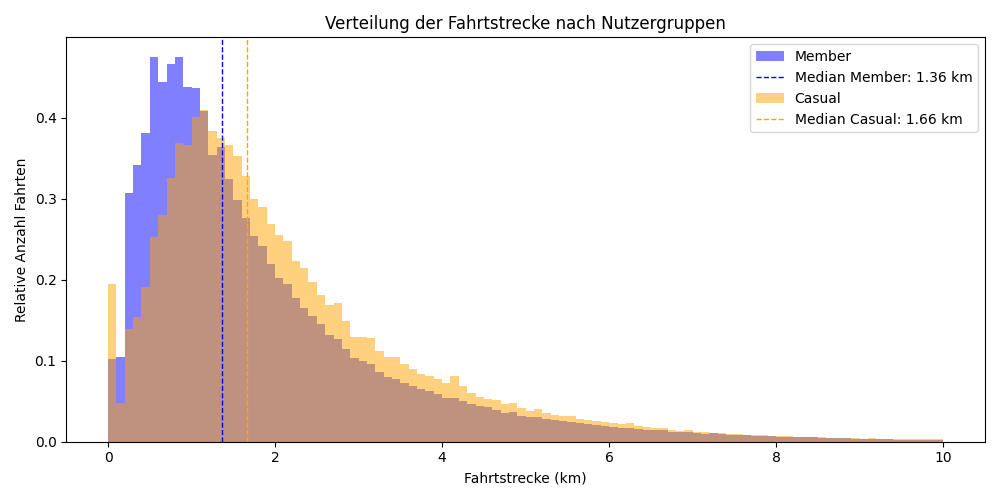 Verteilung der Fahrtstrecke nach Nutzergruppen
Member
Median Member: 1.36 km
Casual
Median Casual: 1.66 km
Relative Anzahl Fahrten
0.4
0.3
0.2
0.1
0.0
0 2 4 6 8 10
Fahrtstrecke (km)